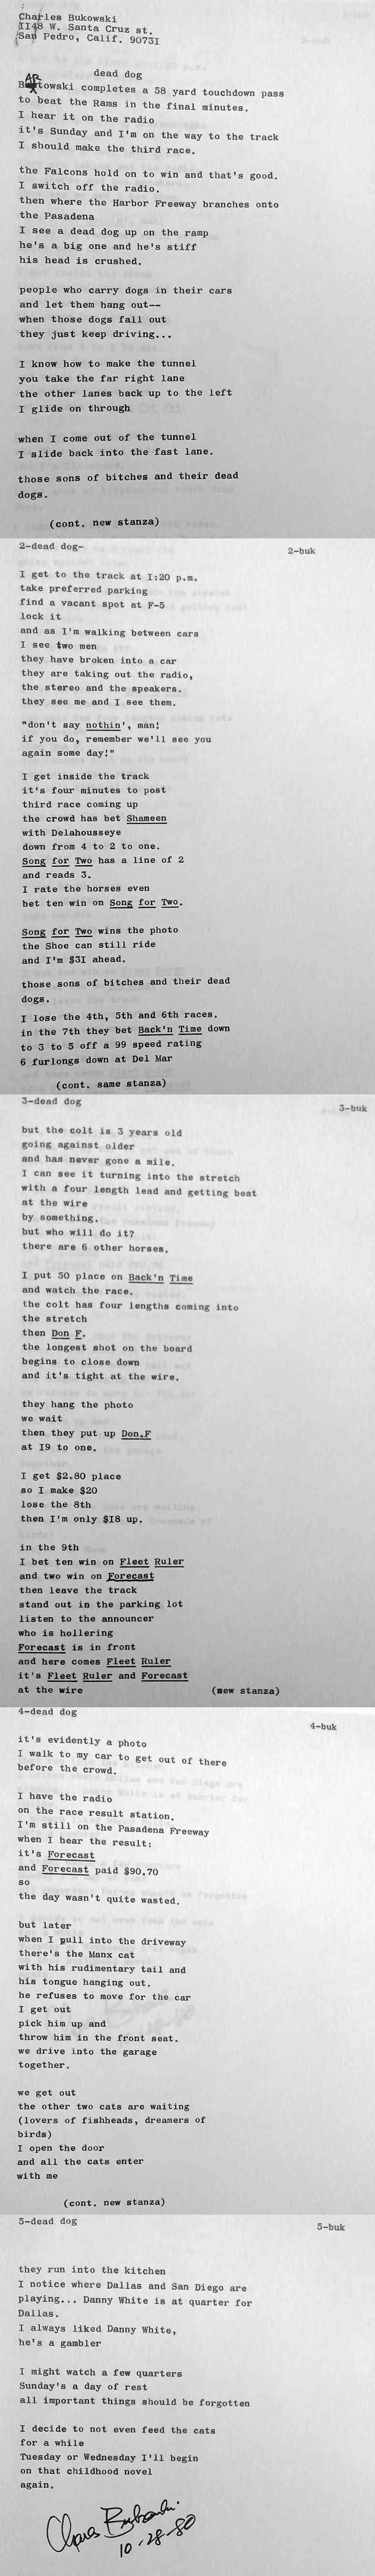 Charles Bukowski
1148 W. Santa Cruz st.
San Pedro, Calif. 90731
dead dog
Bartowski completes a 58 yard touchdown pass
to beat the Rams in the final minutes.
I hear it on the radio
it's Sunday and I'm on the way to the track
I should make the third race.
the Falcons hold on to win and that's good.
I switch off the radio.
then where the Harbor Freeway branches onto
the Pasadena
I see a dead dog up on the ramp
he's a big one and he's stiff
his head is crushed.
people who carry dogs in their cars
and let them hang out--
when those dogs fall out
they just keep driving...
I know how to make the tunnel
you take the far right lane
the other lanes back up to the left
I glide on through
when I come out of the tunnel
I slide back into the fast lane.
those sons of bitches and their dead
dogs.
(cont. new stanza)
2-dead dog-
2-buk
I get to the track at 1:20 p.m.
take preferred parking
find a vacant spot at F-5
lock it
and as I'm walking between cars
I see two men
they have broken into a car
they are taking out the radio,
the stereo and the speakers.
they see me and I see them.
"don't say nothin', man!
if you do, remember we'll see you
again some day!"
I get inside the track
it's four minutes to post
third race coming up
the crowd has bet Shameen
with Delahousseye
down from 4 to 2 to one.
Song for Two has a line of 2
and reads 3.
I rate the horses even
bet ten win on Song for Two.
Song for Two wins the photo
the Shoe can still ride
and I'm $31 ahead.
those sons of bitches and their dead
dogs.
I lose the 4th, 5th and 6th races.
in the 7th they bet Back'n Time down
to 3 to 5 off a 99 speed rating
6 furlongs down at Del Mar
(cont. same stanza)
3-dead dog
3-buk
but the colt is 3 years old
going against older
and has never gone a mile.
I can see it turning into the stretch
with a four length lead and getting beat
at the wire
by something.
but who will do it?
there are 6 other horses.
I put 50 place on Back'n Time
and watch the race.
the colt has four lengths coming into
the stretch
then Don F.
the longest shot on the board
begins to close down
and it's tight at the wire.
they hang the photo
we wait
then they put up Don.F
at 19 to one.
I get $2.80 place
so I make $20
lose the 8th
then I'm only $18 up.
in the 9th
I bet ten win on Fleet Ruler
and two win on Forecast
then leave the track
stand out in the parking lot
listen to the announcer
who is hollering
Forecast is in front
and here comes Fleet Ruler
it's Fleet Ruler and Forecast
at the wire (new stanza)
4-dead dog
4-buk
it's evidently a photo
I walk to my car to get out of there
before the crowd.
I have the radio
on the race result station.
I'm still on the Pasadena Freeway
when I hear the result:
it's Forecast
and Forecast paid $90.70
so
the day wasn't quite wasted.
but later
when I pull into the driveway
there's the Manx cat
with his rudimentary tail and
his tongue hanging out.
he refuses to move for the car
I get out
pick him up and
throw him in the front seat.
we drive into the garage
together.
we get out
the other two cats are waiting
(lovers of fishheads, dreamers of
birds)
I open the door
and all the cats enter
with me
(cont. new stanza)
5-dead dog
5-buk
they run into the kitchen
I notice where Dallas and San Diego are
playing... Danny White is at quarter for
Dallas.
I always liked Danny White,
he's a gambler
I might watch a few quarters
Sunday's a day of rest
all important things should be forgotten
I decide to not even feed the cats
for a while
Tuesday or Wednesday I'll begin
on that childhood novel
again.
Charles Bukowski
10-28-80